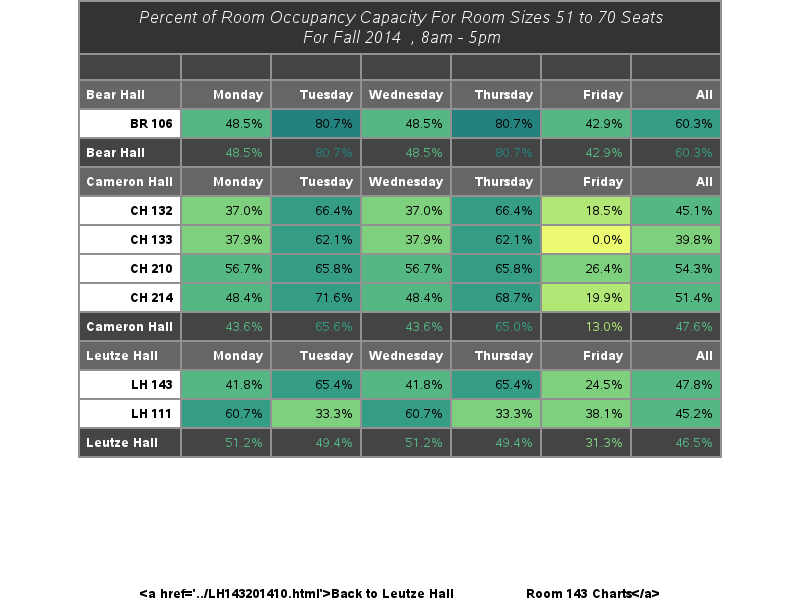 Percent of Room Occupancy Capacity For Room Sizes 51 to 70 Seats
For Fall 2014 , 8am - 5pm
Bear Hall Monday Tuesday Wednesday Thursday Friday All
BR 106 48.5% 80.7% 48.5% 80.7% 42.9% 60.3%
Bear Hall 48.5% 80.7% 48.5% 80.7% 42.9% 60.3%
Cameron Hall Monday Tuesday Wednesday Thursday Friday All
CH 132 37.0% 66.4% 37.0% 66.4% 18.5% 45.1%
CH 133 37.9% 62.1% 37.9% 62.1% 0.0% 39.8%
CH 210 56.7% 65.8% 56.7% 65.8% 26.4% 54.3%
CH 214 48.4% 71.6% 48.4% 68.7% 19.9% 51.4%
Cameron Hall 43.6% 65.6% 43.6% 65.0% 13.0% 47.6%
Leutze Hall Monday Tuesday Wednesday Thursday Friday All
LH 143 41.8% 65.4% 41.8% 65.4% 24.5% 47.8%
LH 111 60.7% 33.3% 60.7% 33.3% 38.1% 45.2%
Leutze Hall 51.2% 49.4% 51.2% 49.4% 31.3% 46.5%
<a href='../LH143201410.html'>Back to Leutze Hall Room 143 Charts</a>